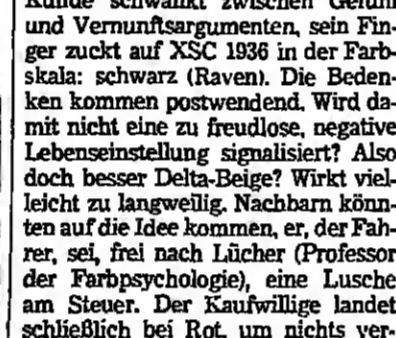 Kunde schwankt zwischen Gefühl
und Vernunftsargumenten, sein Fin-
ger zuckt auf XSC 1936 in der Farb-
skala: schwarz (Raven). Die Beden-
ken kommen postwendend. Wird da-
mit nicht eine zu freudlose, negative
Lebenseinstellung signalisiert? Also
doch besser Delta-Beige? Wirkt viel-
leicht zu langweilig. Nachbarn könn-
ten auf die Idee kommen, er, der Fah-
rer, sei, frei nach Lücher (Professor
der Farbpsychologie), eine Lusche
am Steuer. Der Kaufwillige landet
schließlich bei Rot, um nichts ver-